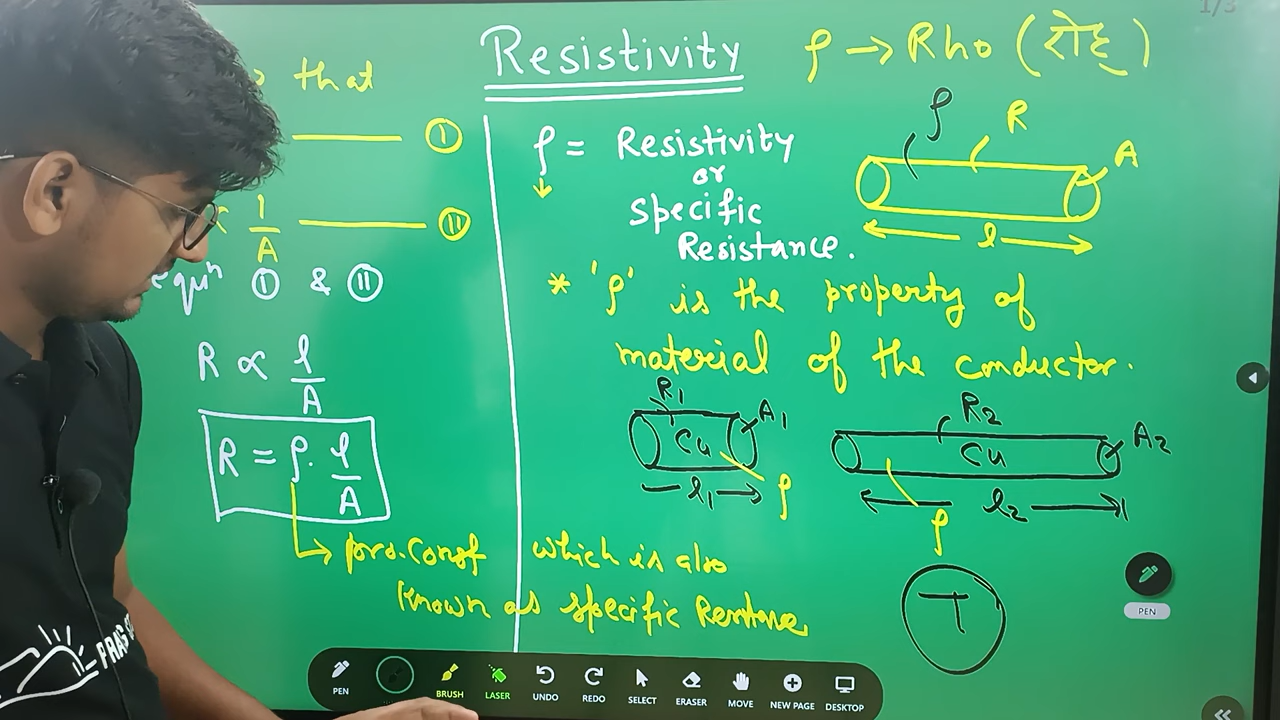 1/3
Resistivity
ρ → Rho (रोह)
that
①
1/A ②
eqⁿ ① & ②
R ∝ l/A
R = ρ. l/A
ρ = Resistivity
or
specific
Resistance.
ρ R A
l
* 'ρ' is the property of
material of the conductor.
R1 A1 Cu
l1 ρ
R2 A2 Cu
l2
ρ
pro.const which is also
known as specific Resistance
T
PEN
PEN BRUSH LASER UNDO REDO SELECT ERASER MOVE NEW PAGE DESKTOP